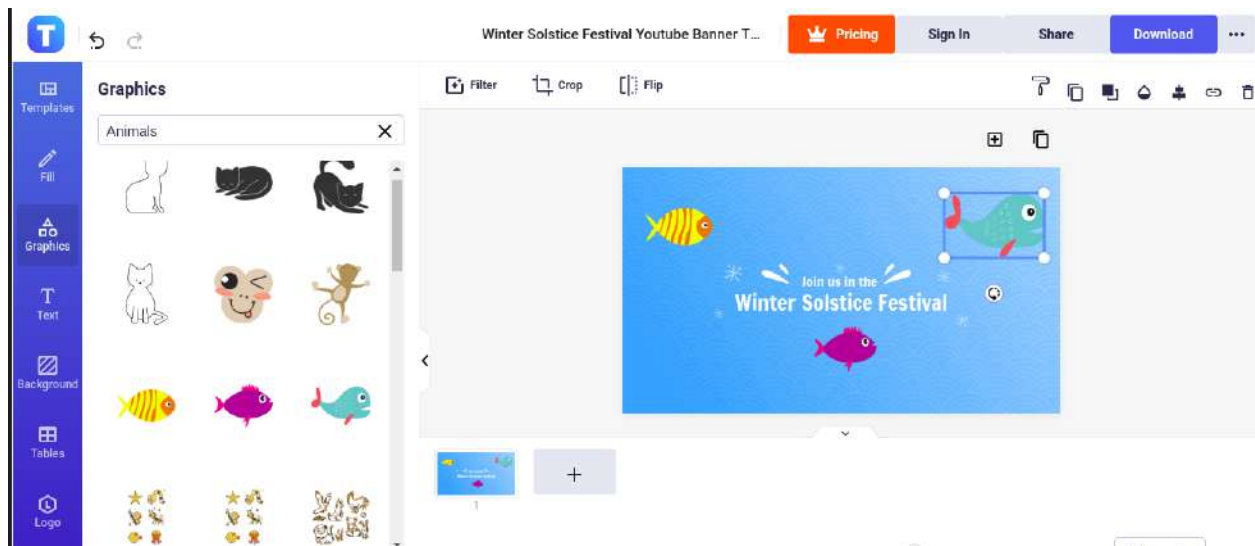 T
Winter Solstice Festival Youtube Banner T...
Pricing
Sign In
Share
Download
Templates
Fill
Graphics
Text
Background
Tables
Logo
Graphics
Animals
Filter
Crop
Flip
Join us in the
Winter Solstice Festival
1